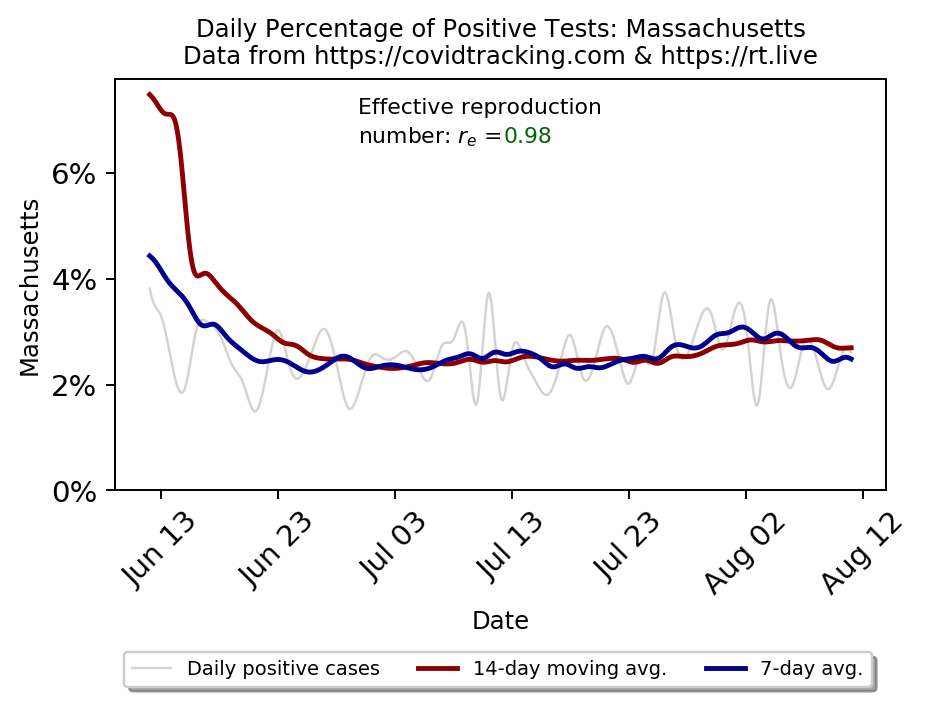 Daily Percentage of Positive Tests: Massachusetts
Data from https://covidtracking.com & https://rt.live
Effective reproduction
number: r_e = 0.98
Massachusetts
6%
4%
2%
0%
Jun 13
Jun 23
Jul 03
Jul 13
Jul 23
Aug 02
Aug 12
Date
Daily positive cases
14-day moving avg.
7-day avg.